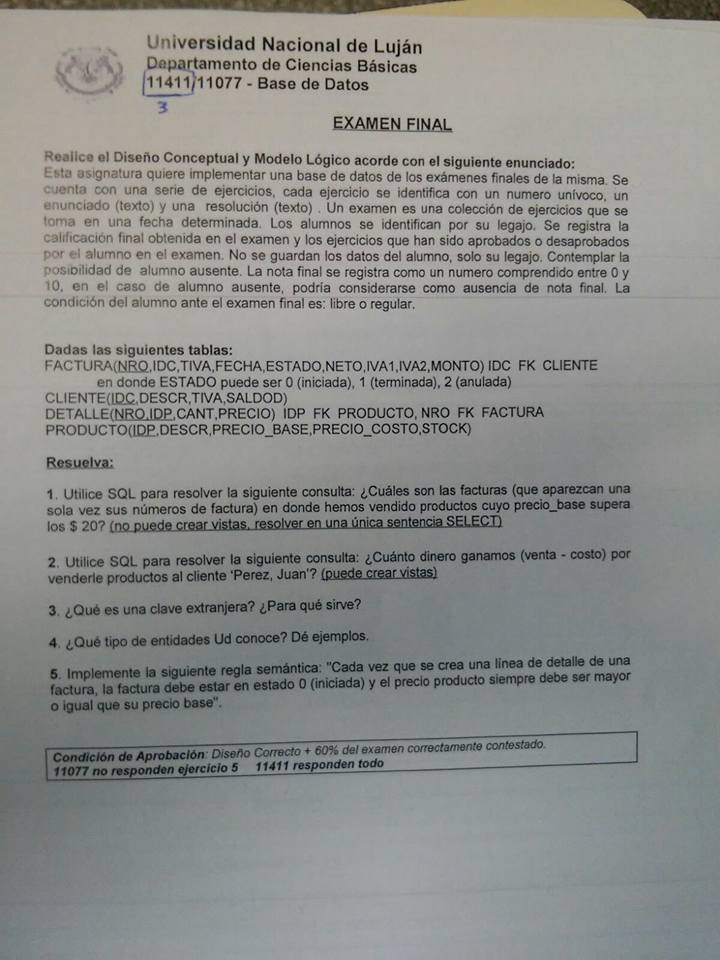 Universidad Nacional de Luján
Departamento de Ciencias Básicas
11411/11077 - Base de Datos
3
EXAMEN FINAL
Realice el Diseño Conceptual y Modelo Lógico acorde con el siguiente enunciado:
Esta asignatura quiere implementar una base de datos de los exámenes finales de la misma. Se
cuenta con una serie de ejercicios, cada ejercicio se identifica con un numero unívoco, un
enunciado (texto) y una resolución (texto) . Un examen es una colección de ejercicios que se
toma en una fecha determinada. Los alumnos se identifican por su legajo. Se registra la
calificación final obtenida en el examen y los ejercicios que han sido aprobados o desaprobados
por el alumno en el examen. No se guardan los datos del alumno, solo su legajo. Contemplar la
posibilidad de alumno ausente. La nota final se registra como un numero comprendido entre 0 y
10, en el caso de alumno ausente, podría considerarse como ausencia de nota final. La
condición del alumno ante el examen final es: libre o regular.
Dadas las siguientes tablas:
FACTURA(NRO,IDC,TIVA,FECHA,ESTADO,NETO,IVA1,IVA2,MONTO) IDC FK CLIENTE
en donde ESTADO puede ser 0 (iniciada), 1 (terminada), 2 (anulada)
CLIENTE(IDC,DESCR,TIVA,SALDOD)
DETALLE(NRO,IDP,CANT,PRECIO) IDP FK PRODUCTO, NRO FK FACTURA
PRODUCTO(IDP,DESCR,PRECIO_BASE,PRECIO_COSTO,STOCK)
Resuelva:
1. Utilice SQL para resolver la siguiente consulta: ¿Cuáles son las facturas (que aparezcan una
sola vez sus números de factura) en donde hemos vendido productos cuyo precio_base supera
los $ 20? (no puede crear vistas, resolver en una única sentencia SELECT)
2. Utilice SQL para resolver la siguiente consulta: ¿Cuánto dinero ganamos (venta - costo) por
venderle productos al cliente 'Perez, Juan'? (puede crear vistas)
3. ¿Qué es una clave extranjera? ¿Para qué sirve?
4. ¿Qué tipo de entidades Ud conoce? Dé ejemplos.
5. Implemente la siguiente regla semántica: "Cada vez que se crea una línea de detalle de una
factura, la factura debe estar en estado 0 (iniciada) y el precio producto siempre debe ser mayor
o igual que su precio base".
Condición de Aprobación: Diseño Correcto + 60% del examen correctamente contestado.
11077 no responden ejercicio 5 11411 responden todo